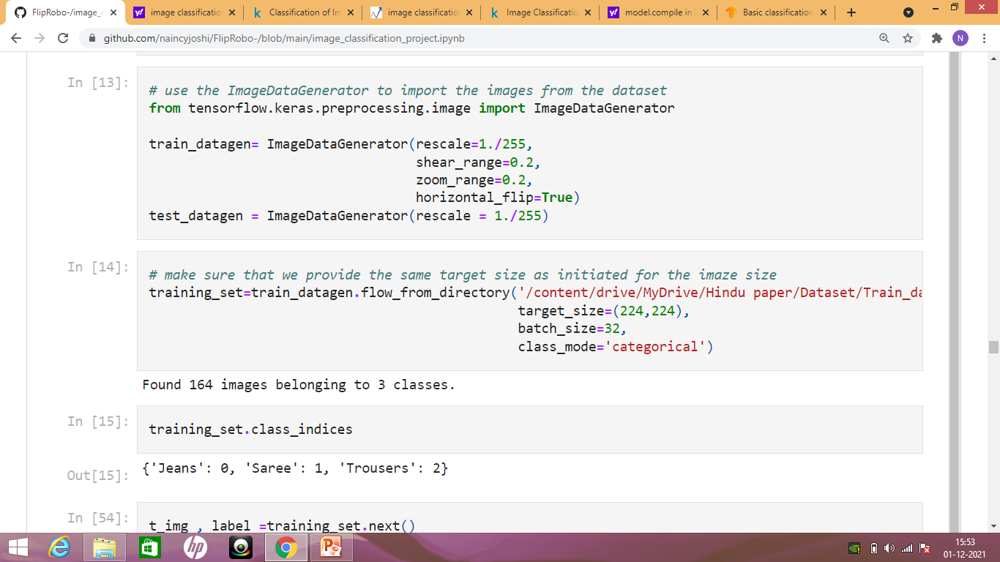 FlipRobo-/image_c
image classification
Classification of Im
image classification
Image Classificatio
model.compile in
Basic classification
github.com/naincyjoshi/FlipRobo-/blob/main/image_classification_project.ipynb
N
In [13]:
# use the ImageDataGenerator to import the images from the dataset
from tensorflow.keras.preprocessing.image import ImageDataGenerator
train_datagen= ImageDataGenerator(rescale=1./255,
shear_range=0.2,
zoom_range=0.2,
horizontal_flip=True)
test_datagen = ImageDataGenerator(rescale = 1./255)
In [14]:
# make sure that we provide the same target size as initiated for the imaze size
training_set=train_datagen.flow_from_directory('/content/drive/MyDrive/Hindu paper/Dataset/Train_da
target_size=(224,224),
batch_size=32,
class_mode='categorical')
Found 164 images belonging to 3 classes.
In [15]:
training_set.class_indices
Out[15]:
{'Jeans': 0, 'Saree': 1, 'Trousers': 2}
In [54]:
t_img , label =training_set.next()
hp
15:53
01-12-2021